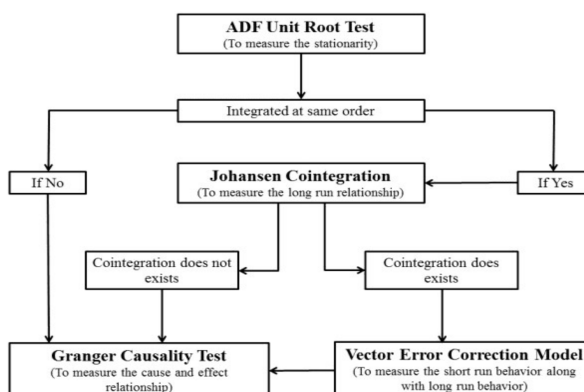 ADF Unit Root Test
(To measure the stationarity)
Integrated at same order
If No
Johansen Cointegration
(To measure the long run relationship)
If Yes
Cointegration does not
exists
Cointegration does
exists
Granger Causality Test
(To measure the cause and effect
relationship)
Vector Error Correction Model
(To measure the short run behavior along
with long run behavior)